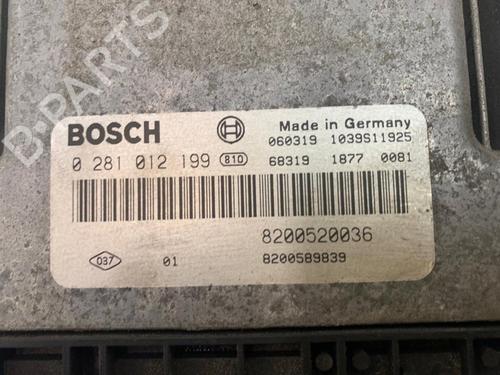 B-PARTS
BOSCH
Made in Germany
0 281 012 199 810
060319 1039S11925
68319 1877 0081
8200520036
037 01 8200589839